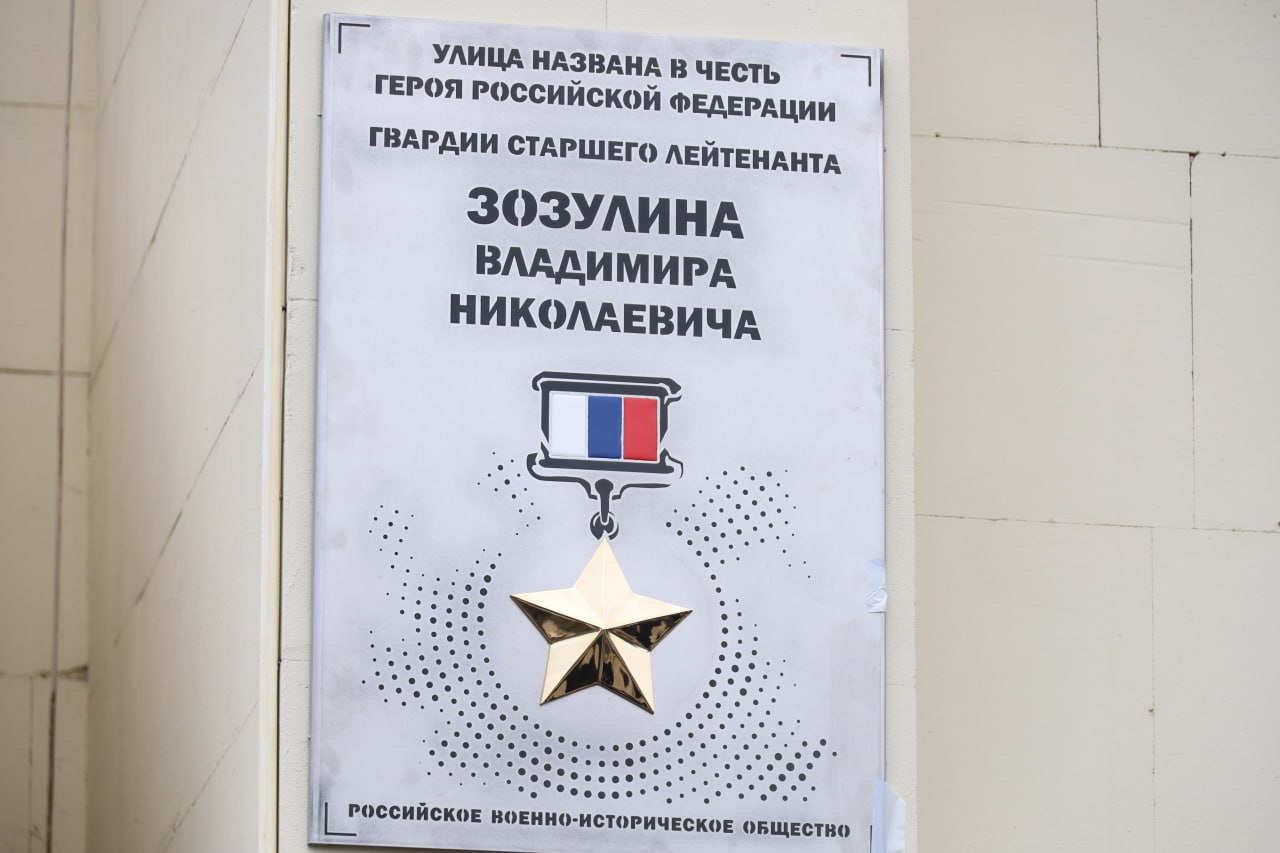 УЛИЦА НАЗВАНА В ЧЕСТЬ
ГЕРОЯ РОССИЙСКОЙ ФЕДЕРАЦИИ
ГВАРДИИ СТАРШЕГО ЛЕЙТЕНАНТА
ЗОЗУЛИНА
ВЛАДИМИРА
НИКОЛАЕВИЧА
РОССИЙСКОЕ ВОЕННО-ИСТОРИЧЕСКОЕ ОБЩЕСТВО